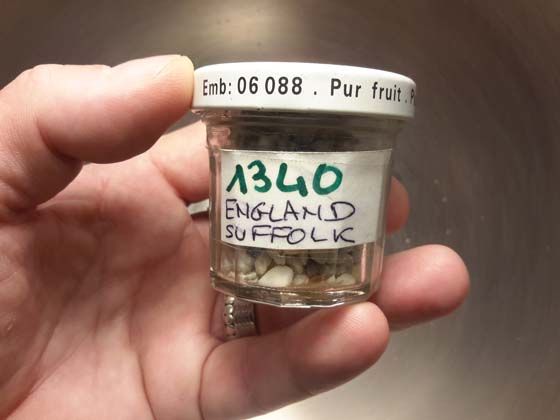 Emb: 06 088 . Pur fruit .
1340
ENGLAND
SUFFOLK